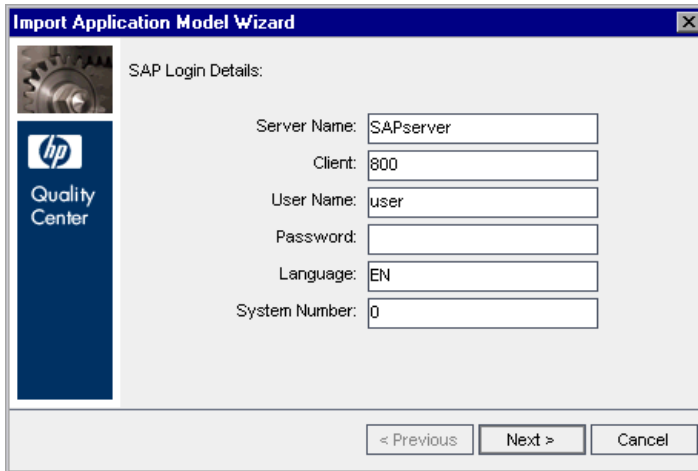 Import Application Model Wizard
SAP Login Details:
Server Name: SAPserver
Client: 800
User Name: user
Password:
Language: EN
System Number: 0
hp
Quality
Center
< Previous Next > Cancel